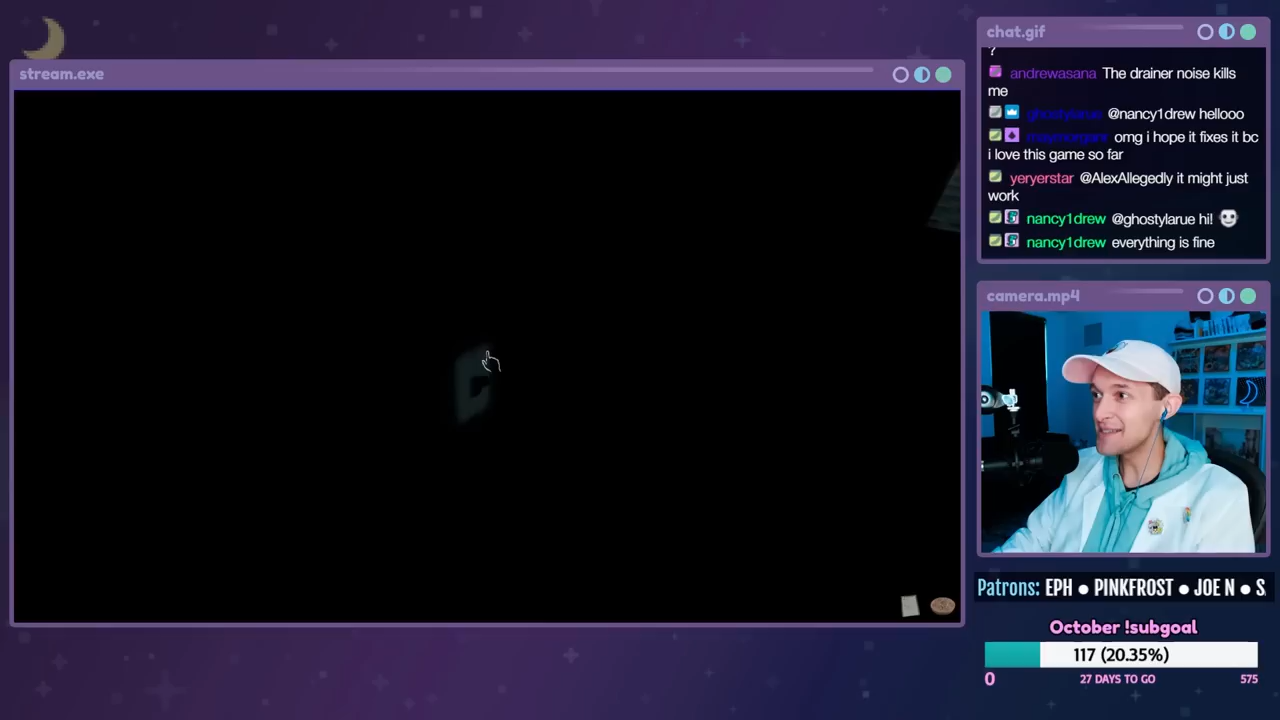 chat.gif
stream.exe
?
andrewasana The drainer noise kills
me
ghostylarue @nancy1drew hellooo
omg i hope it fixes it bc
i love this game so far
yeryerstar @AlexAllegedly it might just
work
nancy1drew @ghostylarue hi!
nancy1drew everything is fine
camera.mp4
Patrons: EPH ● PINKFROST ● JOE N ● S
October !subgoal
117 (20.35%)
0 27 DAYS TO GO 575